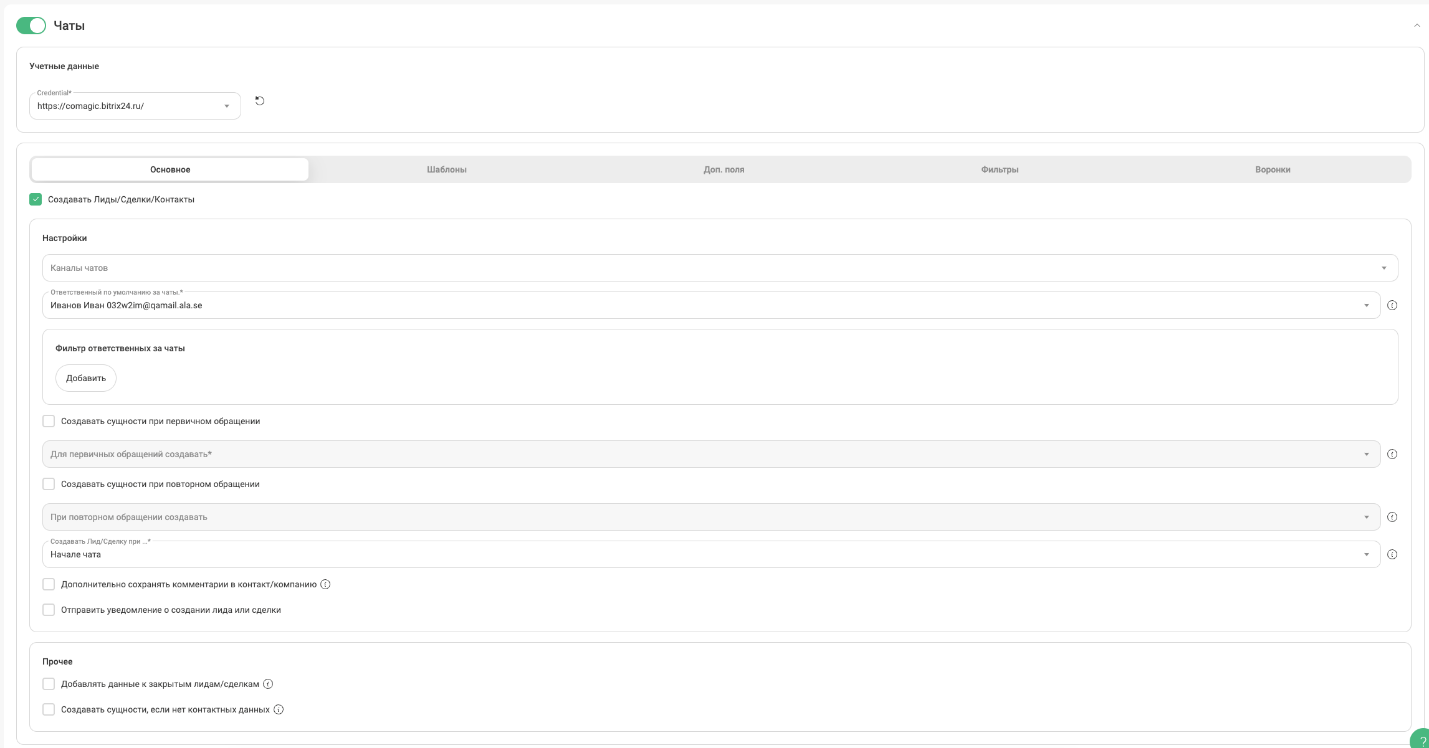 Чаты
Учетные данные
Credential*
https://comagic.bitrix24.ru/
Основное
Шаблоны
Доп. поля
Фильтры
Воронки
Создавать Лиды/Сделки/Контакты
Настройки
Каналы чатов
Ответственный по умолчанию за чаты.*
Иванов Иван 032w2im@qamail.ala.se
Фильтр ответственных за чаты
Добавить
Создавать сущности при первичном обращении
Для первичных обращений создавать*
Создавать сущности при повторном обращении
При повторном обращении создавать
Создавать Лид/Сделку при ...*
Начале чата
Дополнительно сохранять комментарии в контакт/компанию
Отправить уведомление о создании лида или сделки
Прочее
Добавлять данные к закрытым лидам/сделкам
Создавать сущности, если нет контактных данных
?